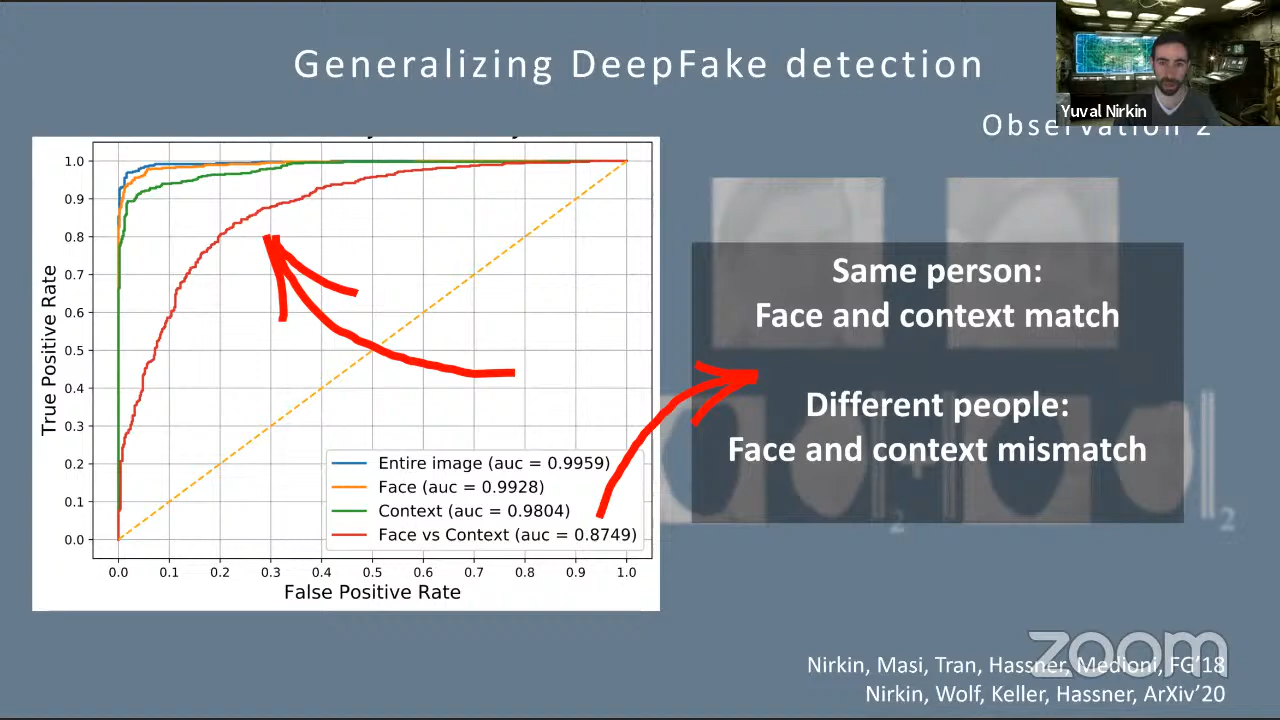 Generalizing DeepFake detection
Yuval Nirkin
Observation 2
1.0
0.9
0.8
0.7
0.6
0.5
0.4
0.3
0.2
0.1
0.0
True Positive Rate
0.0 0.1 0.2 0.3 0.4 0.5 0.6 0.7 0.8 0.9 1.0
False Positive Rate
Entire image (auc = 0.9959)
Face (auc = 0.9928)
Context (auc = 0.9804)
Face vs Context (auc = 0.8749)
Same person:
Face and context match
Different people:
Face and context mismatch
2
2
zoom
Nirkin, Masi, Tran, Hassner, Medioni, FG'18
Nirkin, Wolf, Keller, Hassner, ArXiv'20